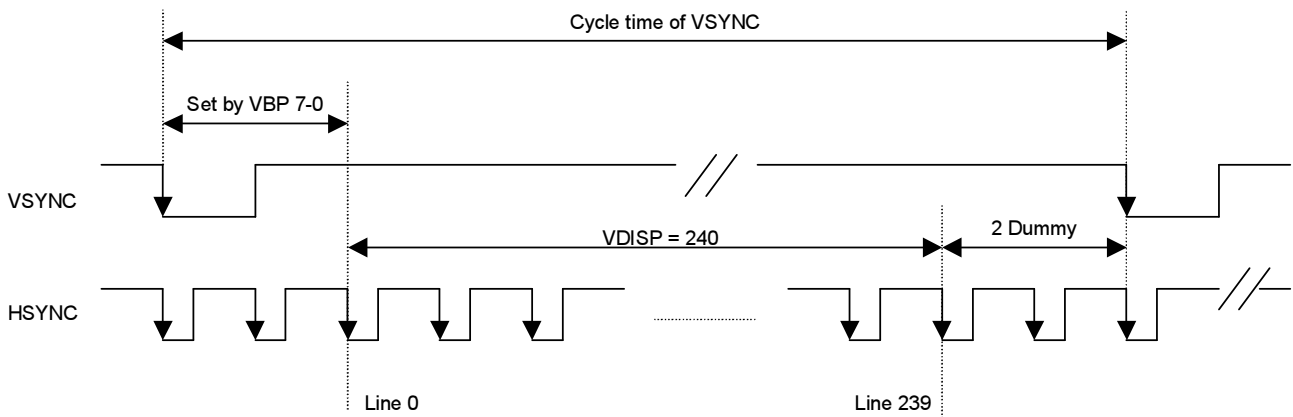 Cycle time of VSYNC
Set by VBP 7-0
VSYNC
VDISP = 240
2 Dummy
HSYNC
Line 0
Line 239